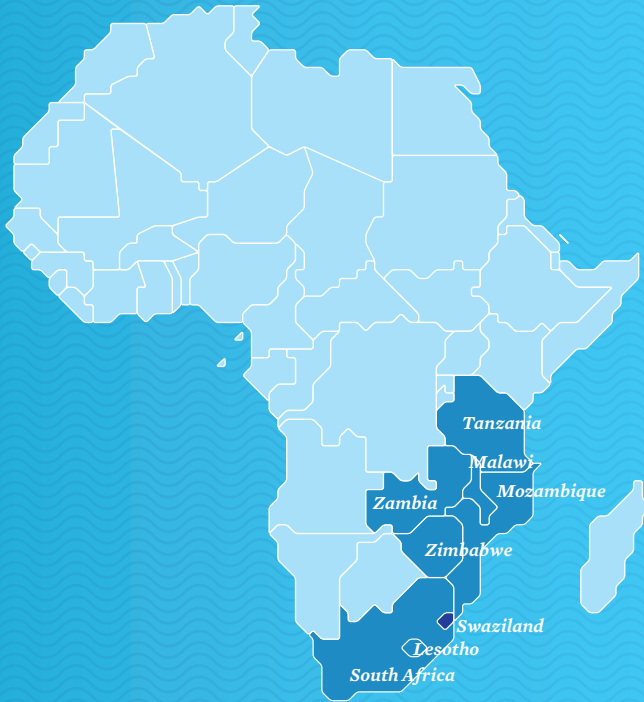 Tanzania
Malawi
Mozambique
Zambia
Zimbabwe
Swaziland
Lesotho
South Africa